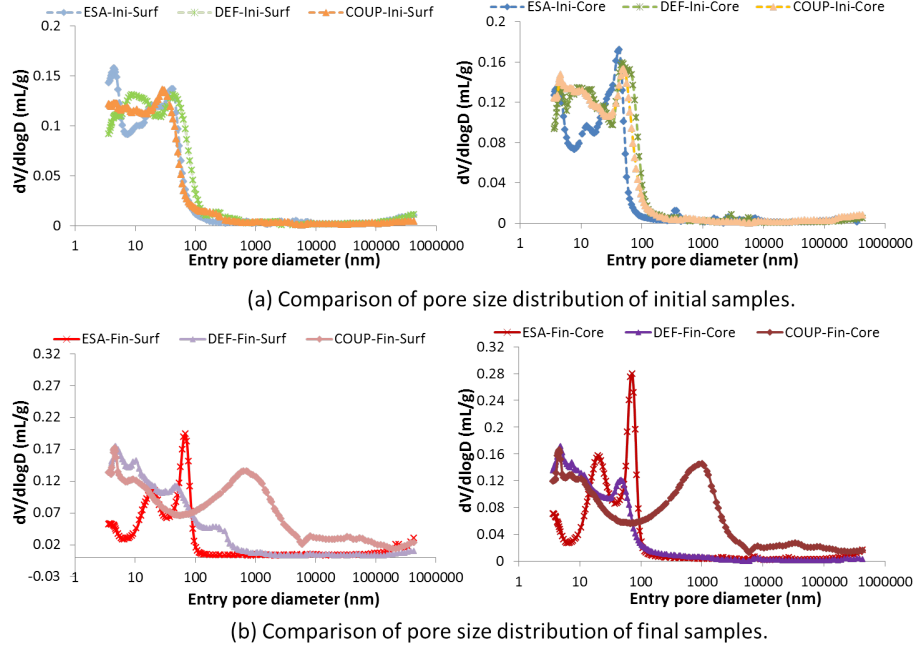 ESA-Ini-Surf DEF-Ini-Surf COUP-Ini-Surf
0.2
0.15
0.1
0.05
0
dV/dlogD (mL/g)
1 10 100 1000 10000 100000 1000000
Entry pore diameter (nm)
ESA-Ini-Core DEF-Ini-Core COUP-Ini-Core
0.2
0.16
0.12
0.08
0.04
0
dV/dlogD (mL/g)
1 10 100 1000 10000 100000 1000000
Entry pore diameter (nm)
(a) Comparison of pore size distribution of initial samples.
ESA-Fin-Surf DEF-Fin-Surf COUP-Fin-Surf
0.32
0.27
0.22
0.17
0.12
0.07
0.02
-0.03
dV/dlogD (mL/g)
1 10 100 1000 10000 100000 1000000
Entry pore diameter (nm)
ESA-Fin-Core DEF-Fin-Core COUP-Fin-Core
0.32
0.28
0.24
0.2
0.16
0.12
0.08
0.04
0
dV/dlogD (mL/g)
1 10 100 1000 10000 100000 1000000
Entry pore diameter (nm)
(b) Comparison of pore size distribution of final samples.